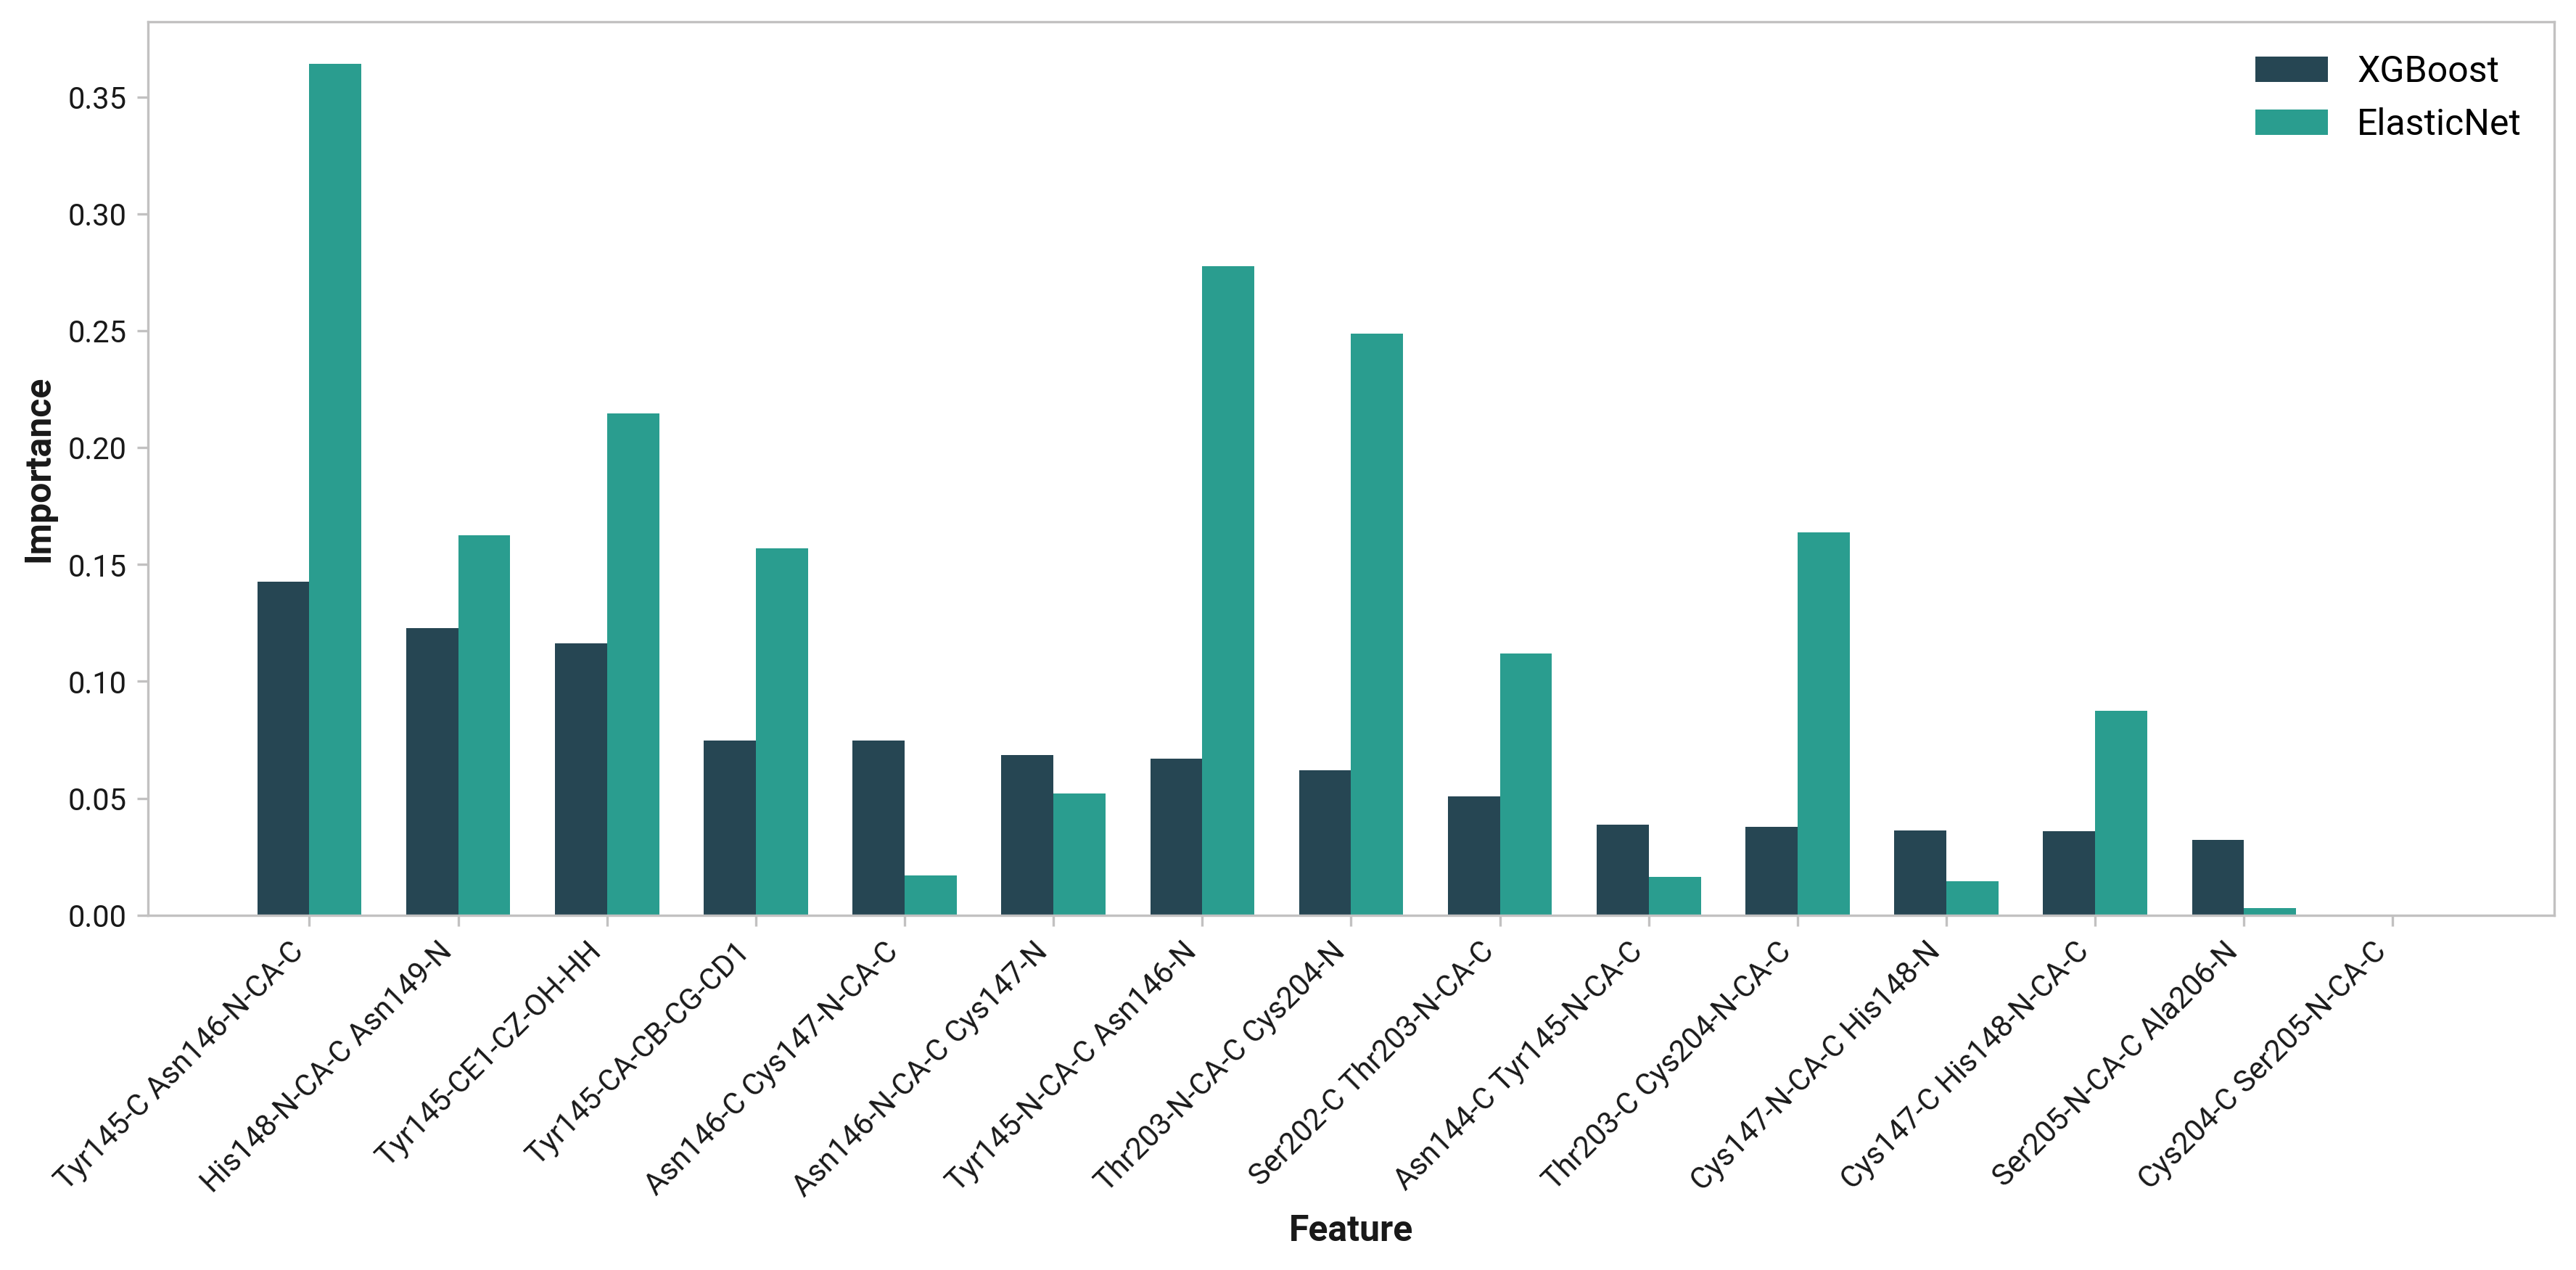 XGBoost
ElasticNet
Importance
0.35
0.30
0.25
0.20
0.15
0.10
0.05
0.00
Tyr145-C Asn146-N-CA-C
His148-N-CA-C Asn149-N
Tyr145-CE1-CZ-OH-HH
Tyr145-CA-CB-CG-CD1
Asn146-C Cys147-N-CA-C
Asn146-N-CA-C Cys147-N
Tyr145-N-CA-C Asn146-N
Thr203-N-CA-C Cys204-N
Ser202-C Thr203-N-CA-C
Asn144-C Tyr145-N-CA-C
Thr203-C Cys204-N-CA-C
Cys147-N-CA-C His148-N
Cys147-C His148-N-CA-C
Ser205-N-CA-C Ala206-N
Cys204-C Ser205-N-CA-C
Feature